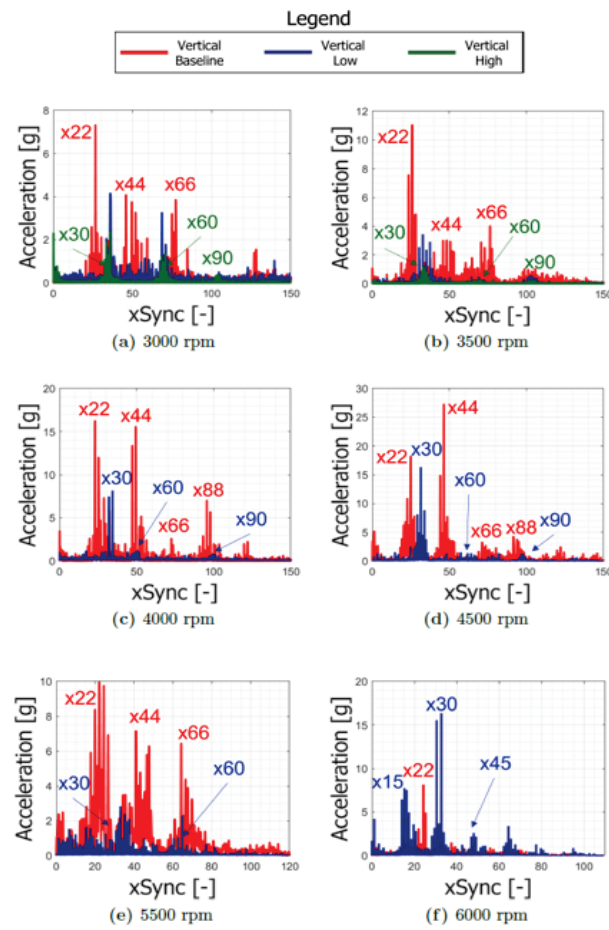 Legend
Vertical Baseline
Vertical Low
Vertical High
Acceleration [g]
8
6
4
2
0
x22
x44
x66
x30
x60
x90
0 50 100 150
xSync [-]
(a) 3000 rpm
Acceleration [g]
12
10
8
6
4
2
0
x22
x44
x66
x30
x60
x90
0 50 100 150
xSync [-]
(b) 3500 rpm
Acceleration [g]
20
15
10
5
0
x22
x44
x30
x60
x88
x66
x90
0 50 100 150
xSync [-]
(c) 4000 rpm
Acceleration [g]
30
25
20
15
10
5
0
x44
x30
x22
x60
x66
x88
x90
0 50 100 150
xSync [-]
(d) 4500 rpm
Acceleration [g]
10
8
6
4
2
0
x22
x44
x66
x30
x60
0 20 40 60 80 100 120
xSync [-]
(e) 5500 rpm
Acceleration [g]
20
15
10
5
0
x30
x15
x22
x45
0 20 40 60 80 100
xSync [-]
(f) 6000 rpm